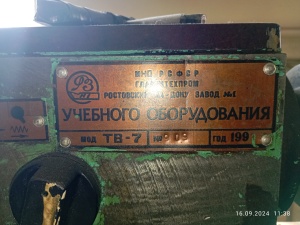 МНО РСФСР
ГЛАВУЧТЕХПРОМ
РОСТОВСКИЙ-НА-ДОНУ ЗАВОД №1
УЧЕБНОГО ОБОРУДОВАНИЯ
МОД ТВ-7 № ГОД 199
16.09.2024 11:38